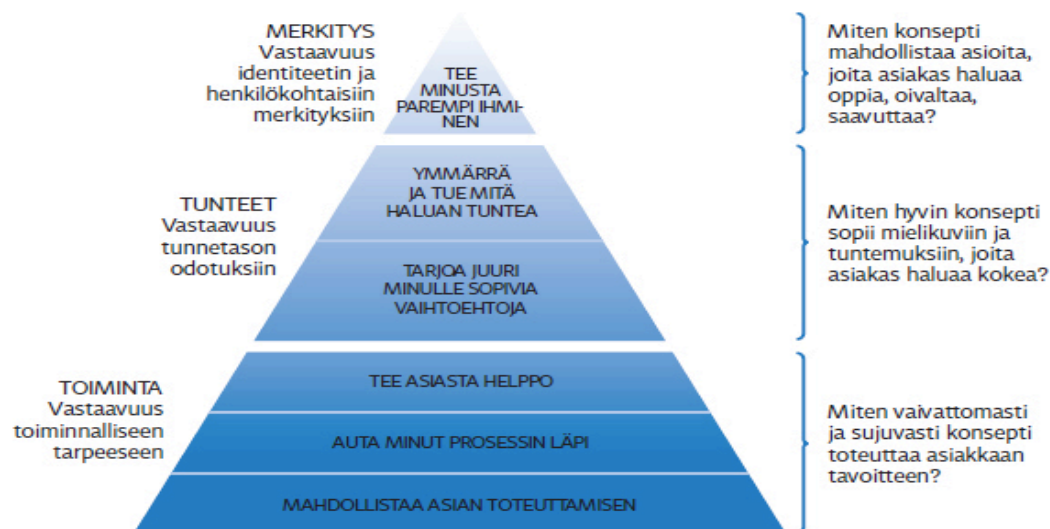 MERKITYS
Vastaavuus
identiteetin ja
henkilökohtaisiin
merkityksiin
TEE
MINUSTA
PAREMPI IHMI-
NEN
Miten konsepti
mahdollistaa asioita,
joita asiakas haluaa
oppia, oivaltaa,
saavuttaa?
TUNTEET
Vastaavuus
tunnetason
odotuksiin
YMMÄRRÄ
JA TUE MITÄ
HALUAN TUNTEA
TARJOA JUURI
MINULLE SOPIVIA
VAIHTOEHTOJA
Miten hyvin konsepti
sopii mielikuviin ja
tuntemuksiin, joita
asiakas haluaa kokea?
TOIMINTA
Vastaavuus
toiminnalliseen
tarpeeseen
TEE ASIASTA HELPPO
AUTA MINUT PROSESSIN LÄPI
MAHDOLLISTAA ASIAN TOTEUTTAMISEN
Miten vaivattomasti
ja sujuvasti konsepti
toteuttaa asiakkaan
tavoitteen?